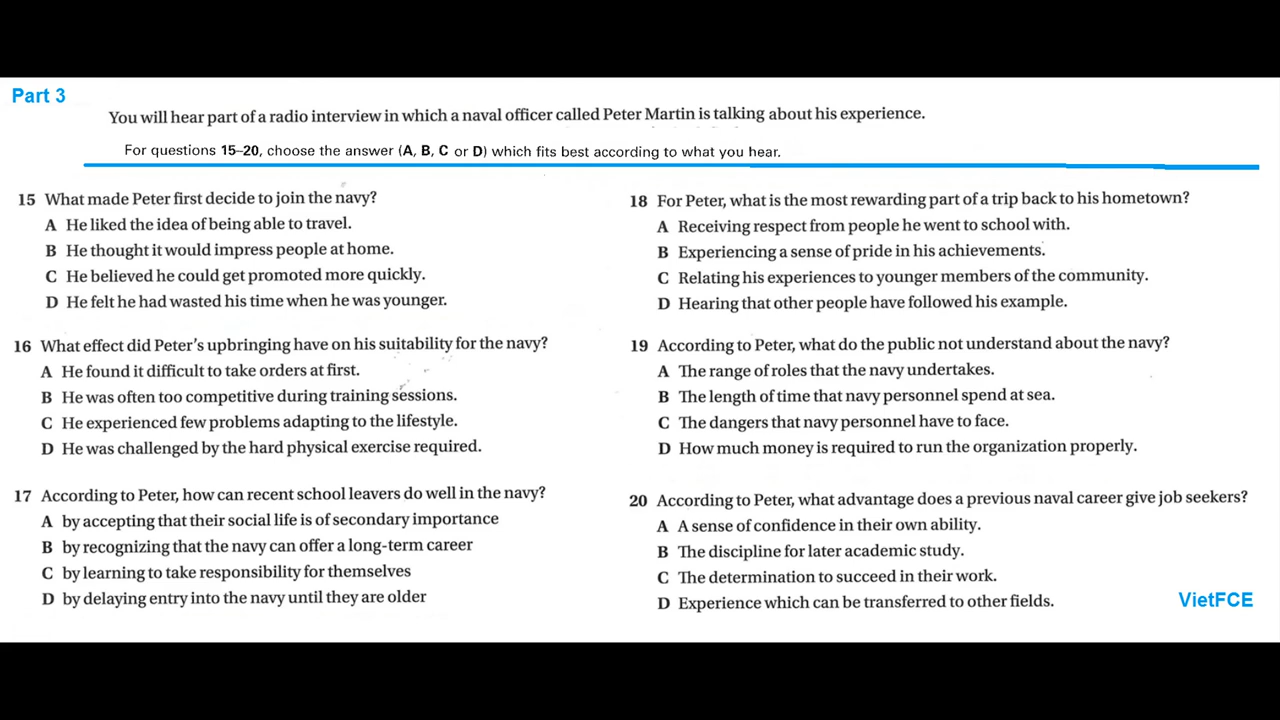 Part 3
You will hear part of a radio interview in which a naval officer called Peter Martin is talking about his experience.
For questions 15–20, choose the answer (A, B, C or D) which fits best according to what you hear.
15 What made Peter first decide to join the navy?
A He liked the idea of being able to travel.
B He thought it would impress people at home.
C He believed he could get promoted more quickly.
D He felt he had wasted his time when he was younger.
16 What effect did Peter's upbringing have on his suitability for the navy?
A He found it difficult to take orders at first.
B He was often too competitive during training sessions.
C He experienced few problems adapting to the lifestyle.
D He was challenged by the hard physical exercise required.
17 According to Peter, how can recent school leavers do well in the navy?
A by accepting that their social life is of secondary importance
B by recognizing that the navy can offer a long-term career
C by learning to take responsibility for themselves
D by delaying entry into the navy until they are older
18 For Peter, what is the most rewarding part of a trip back to his hometown?
A Receiving respect from people he went to school with.
B Experiencing a sense of pride in his achievements.
C Relating his experiences to younger members of the community.
D Hearing that other people have followed his example.
19 According to Peter, what do the public not understand about the navy?
A The range of roles that the navy undertakes.
B The length of time that navy personnel spend at sea.
C The dangers that navy personnel have to face.
D How much money is required to run the organization properly.
20 According to Peter, what advantage does a previous naval career give job seekers?
A A sense of confidence in their own ability.
B The discipline for later academic study.
C The determination to succeed in their work.
D Experience which can be transferred to other fields.
VietFCE